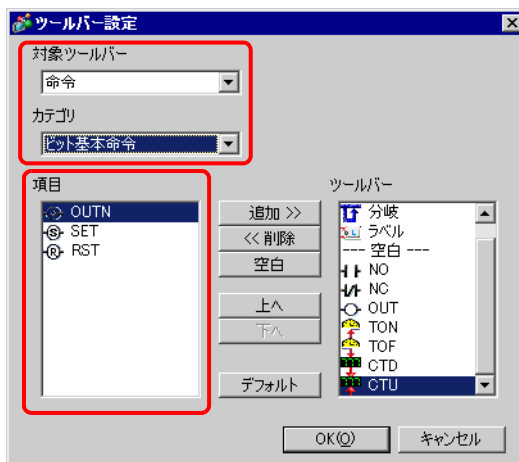 ツールバー設定
対象ツールバー
命令
カテゴリ
ビット基本命令
項目
OUTN
SET
RST
追加 >>
<< 削除
空白
上へ
下へ
デフォルト
ツールバー
分岐
ラベル
--- 空白 ---
NO
NC
OUT
TON
TOF
CTD
CTU
OK(O)
キャンセル